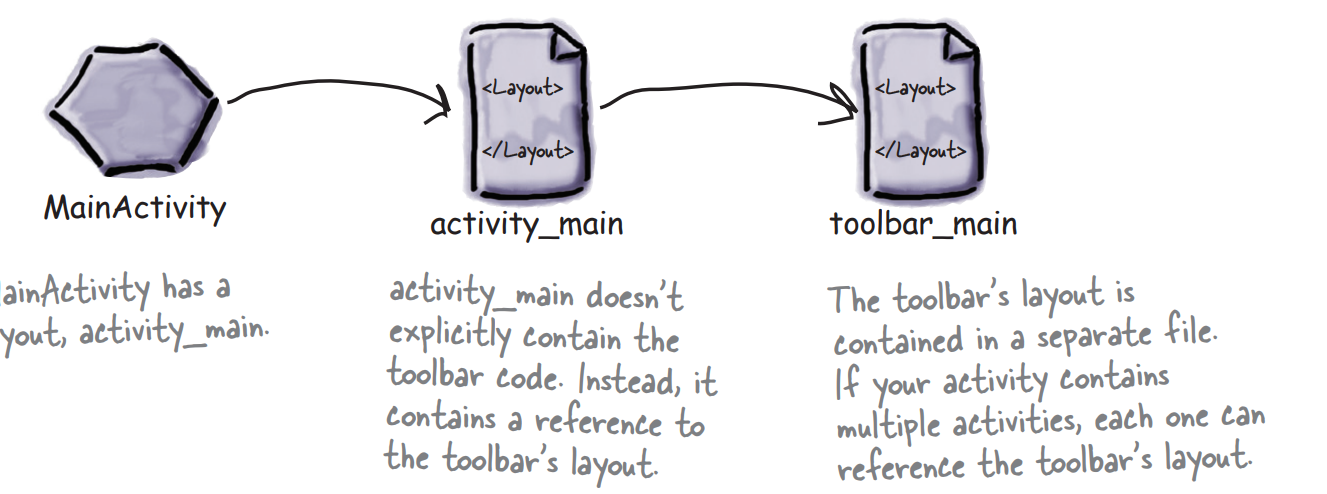 <Layout>
</Layout>
<Layout>
</Layout>
MainActivity
activity_main
toolbar_main
ainActivity has a
yout, activity_main.
activity_main doesn't
explicitly contain the
toolbar code. Instead, it
contains a reference to
the toolbar's layout.
The toolbar's layout is
contained in a separate file.
If your activity contains
multiple activities, each one can
reference the toolbar's layout.